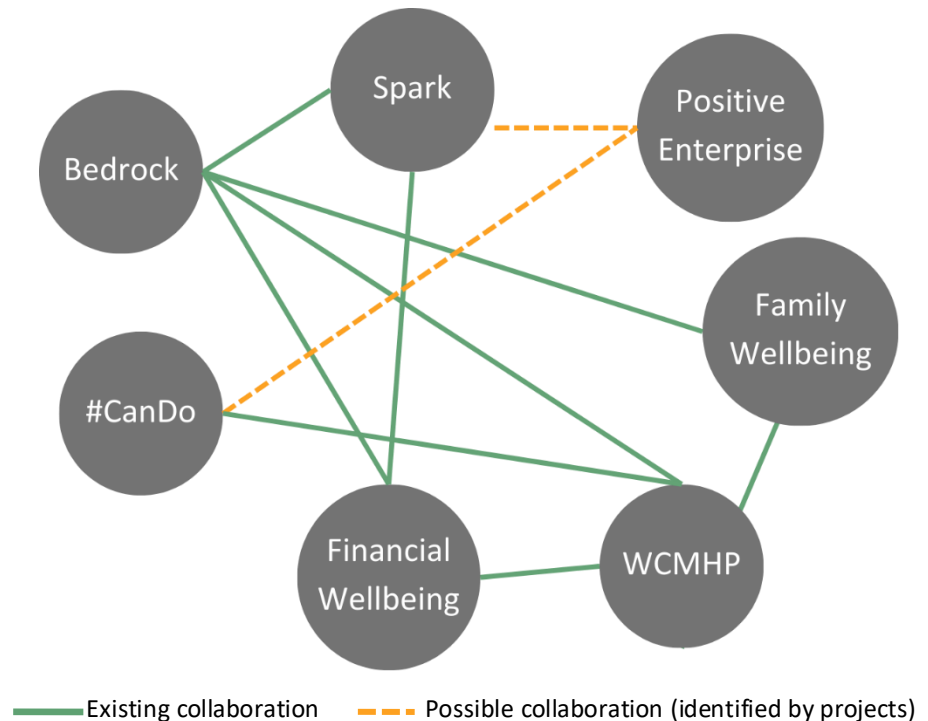 Spark
Positive
Enterprise
Bedrock
Family
Wellbeing
#CanDo
Financial
Wellbeing
WCMHP
Existing collaboration
Possible collaboration (identified by projects)